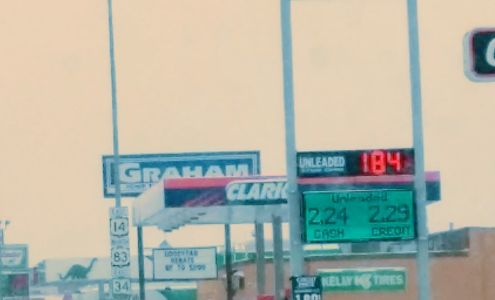 UNLEADED 184
GRAHAM
CLARK
Unleaded
2.24 2.29
CASH CREDIT
14
83
34
GOODYEAR
REBATE
UP TO $200
KELLY TIRES